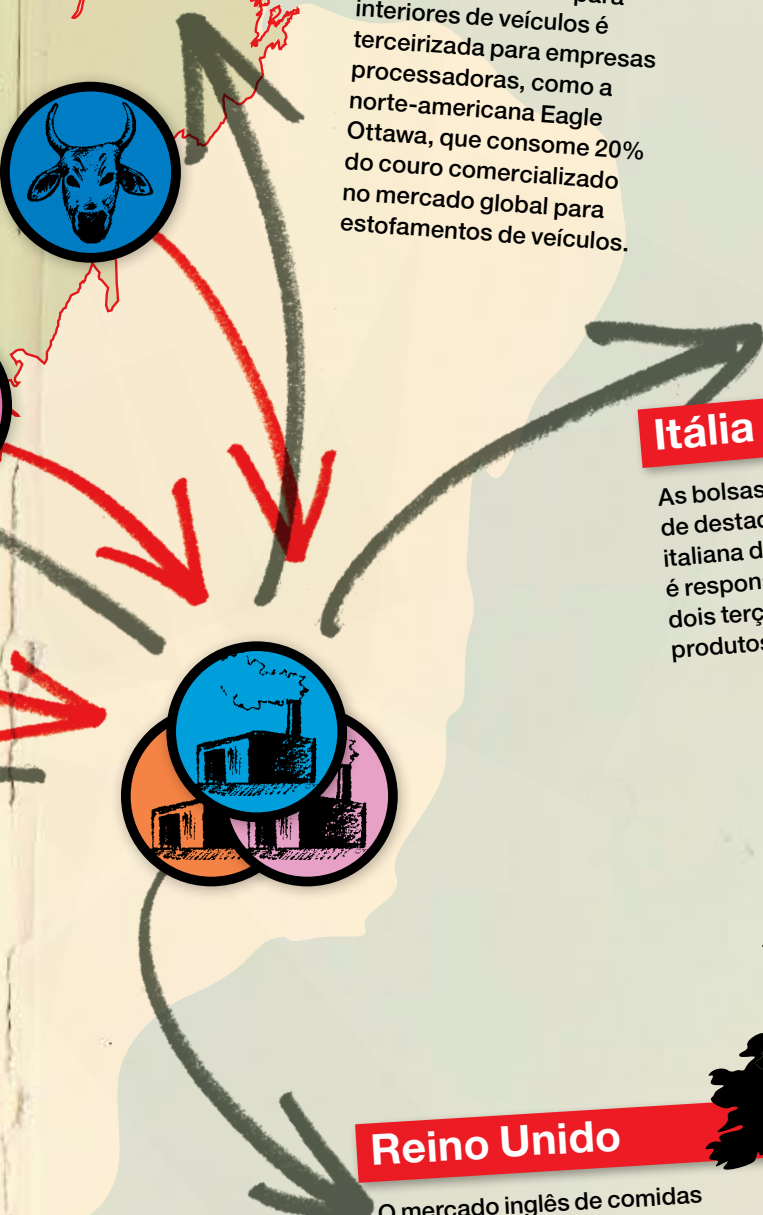 para
interiores de veículos é
terceirizada para empresas
processadoras, como a
norte-americana Eagle
Ottawa, que consome 20%
do couro comercializado
no mercado global para
estofamentos de veículos.
Itália
As bolsas
de destac
italiana d
é respon
dois terç
produtos
Reino Unido
O mercado inglês de comidas